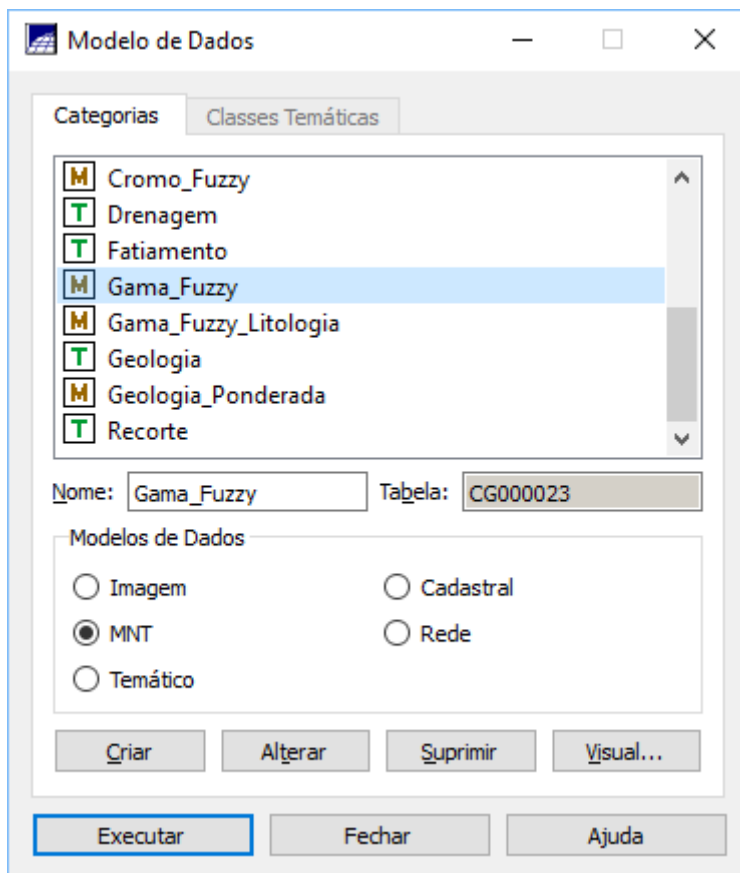 Modelo de Dados
Categorias Classes Temáticas
M Cromo_Fuzzy
T Drenagem
T Fatiamento
M Gama_Fuzzy
M Gama_Fuzzy_Litologia
T Geologia
M Geologia_Ponderada
T Recorte
Nome: Gama_Fuzzy Tabela: CG000023
Modelos de Dados
Imagem Cadastral
MNT Rede
Temático
Criar Alterar Suprimir Visual...
Executar Fechar Ajuda